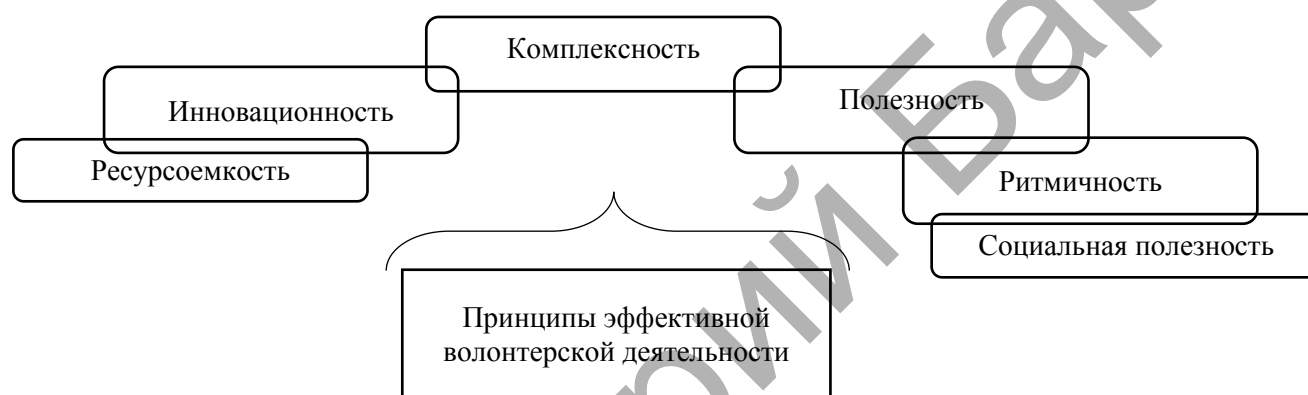 Комплексность
Инновационность
Полезность
Ресурсоемкость
Ритмичность
Социальная полезность
Принципы эффективной
волонтерской деятельности